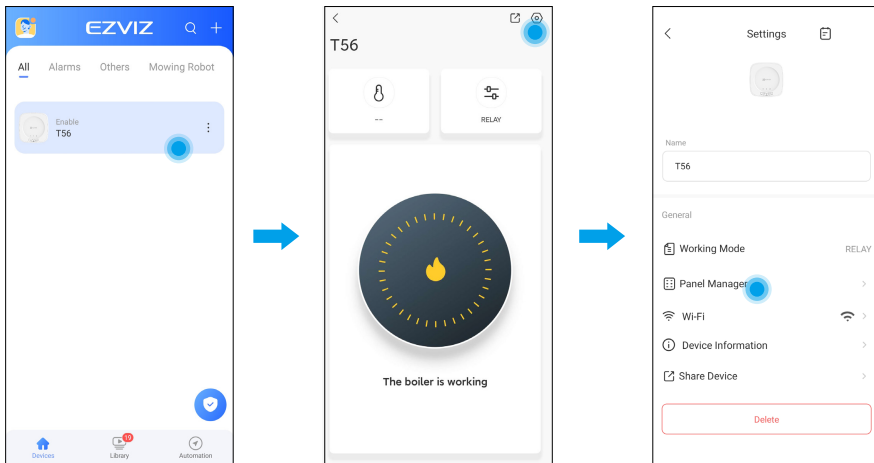 EZVIZ
All Alarms Others Mowing Robot
Enable
T56
Devices
19
Library
Automation
T56
--
RELAY
The boiler is working
Settings
Name
T56
General
Working Mode RELAY
Panel Manager
Wi-Fi
Device Information
Share Device
Delete